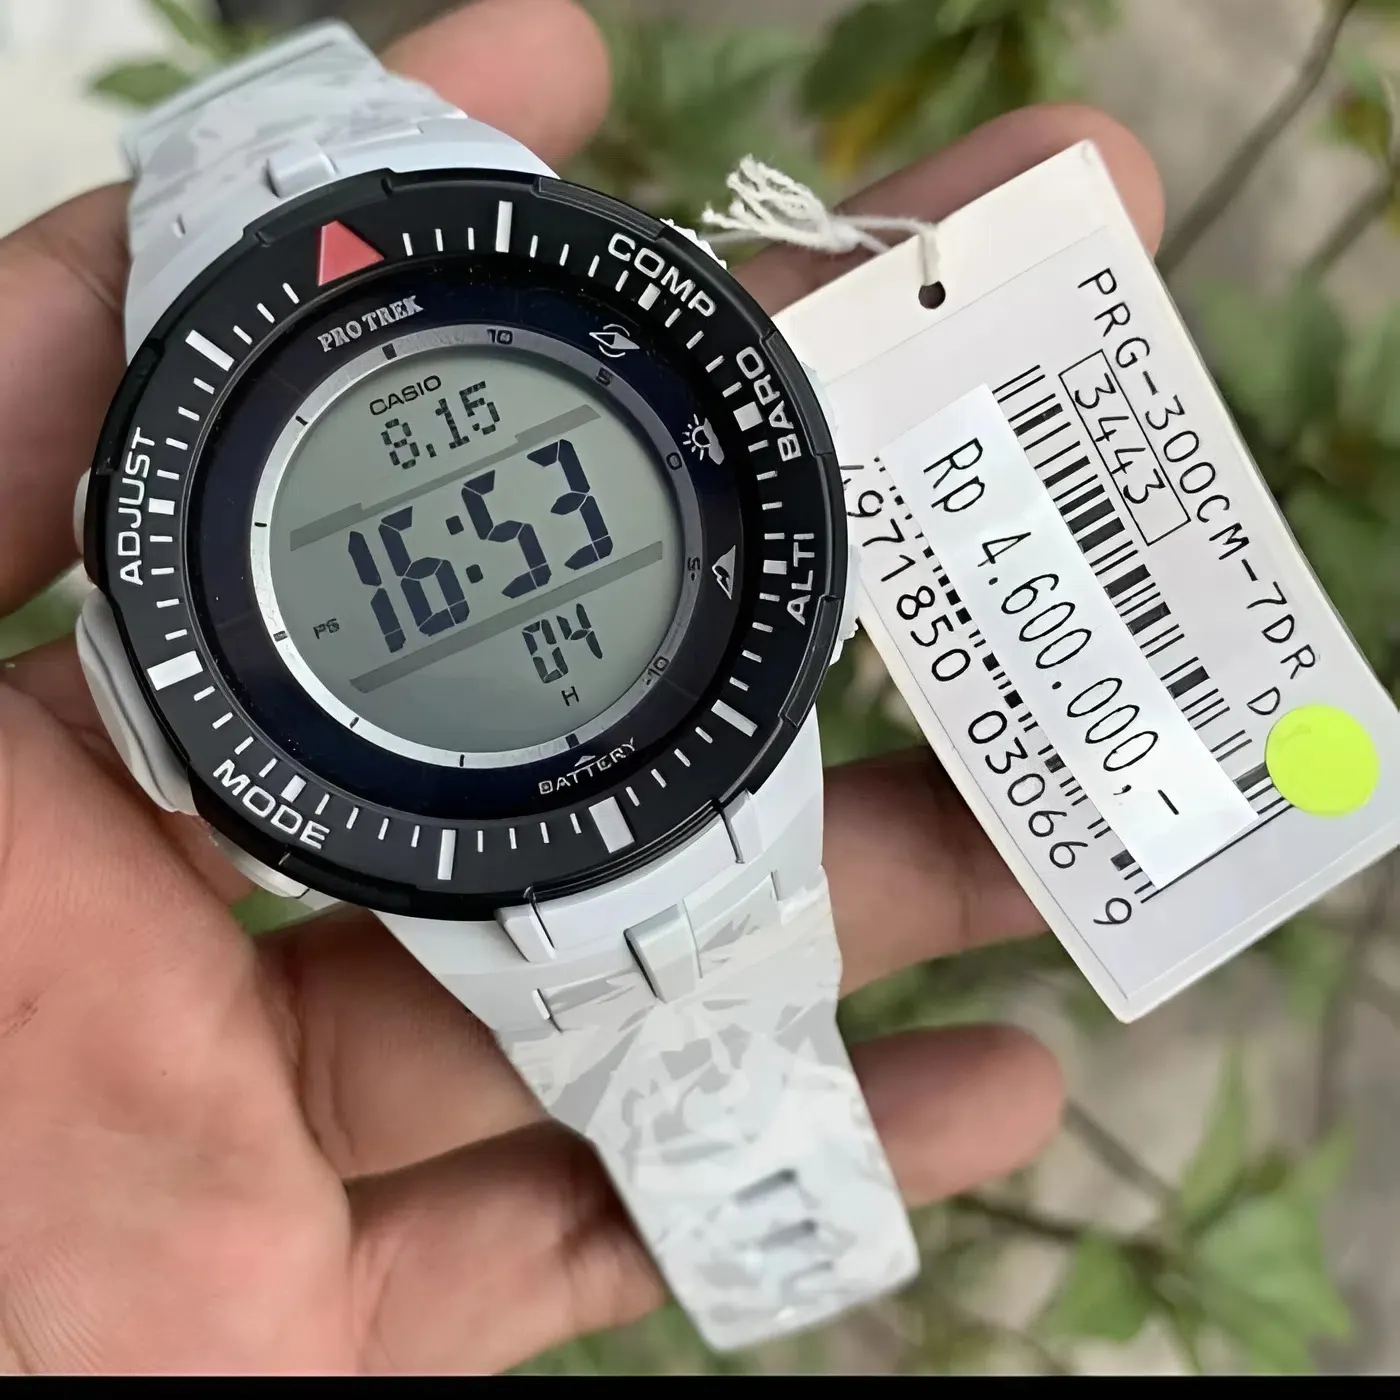 PRO TREK
CASIO
8.15
16:53
PS
04
H
BATTERY
10
5
0
-5
-10
COMP
BARO
ALTI
ADJUST
MODE
PRG-300CM-7DR D
3443
Rp 4.600.000,-
4971850 03066 9